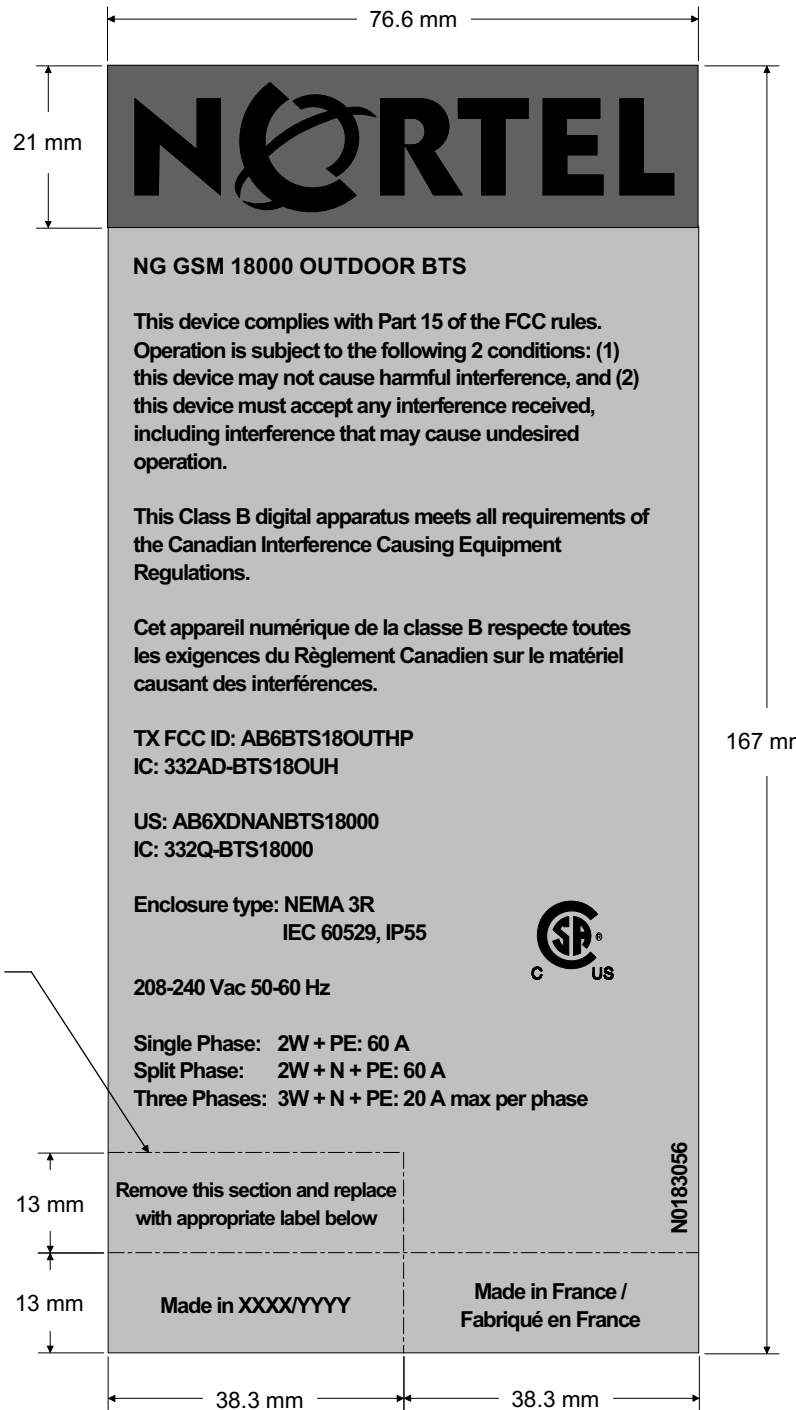 76.6 mm
21 mm
NORTEL
NG GSM 18000 OUTDOOR BTS
This device complies with Part 15 of the FCC rules.
Operation is subject to the following 2 conditions: (1)
this device may not cause harmful interference, and (2)
this device must accept any interference received,
including interference that may cause undesired
operation.
This Class B digital apparatus meets all requirements of
the Canadian Interference Causing Equipment
Regulations.
Cet appareil numérique de la classe B respecte toutes
les exigences du Règlement Canadien sur le matériel
causant des interférences.
TX FCC ID: AB6BTS18OUTHP
IC: 332AD-BTS18OUH
167 mm
US: AB6XDNANBTS18000
IC: 332Q-BTS18000
Enclosure type: NEMA 3R
IEC 60529, IP55
CSA ®
C US
208-240 Vac 50-60 Hz
Single Phase: 2W + PE: 60 A
Split Phase: 2W + N + PE: 60 A
Three Phases: 3W + N + PE: 20 A max per phase
N0183056
13 mm
Remove this section and replace
with appropriate label below
13 mm
Made in XXXX/YYYY
Made in France /
Fabriqué en France
38.3 mm
38.3 mm